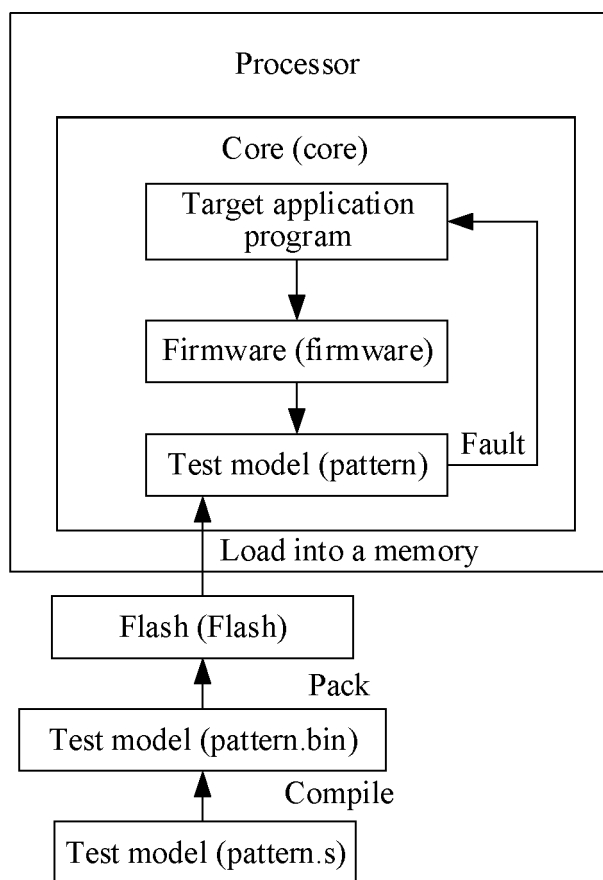 Processor
Core (core)
Target application
program
Firmware (firmware)
Test model (pattern)
Fault
Load into a memory
Flash (Flash)
Pack
Test model (pattern.bin)
Compile
Test model (pattern.s)